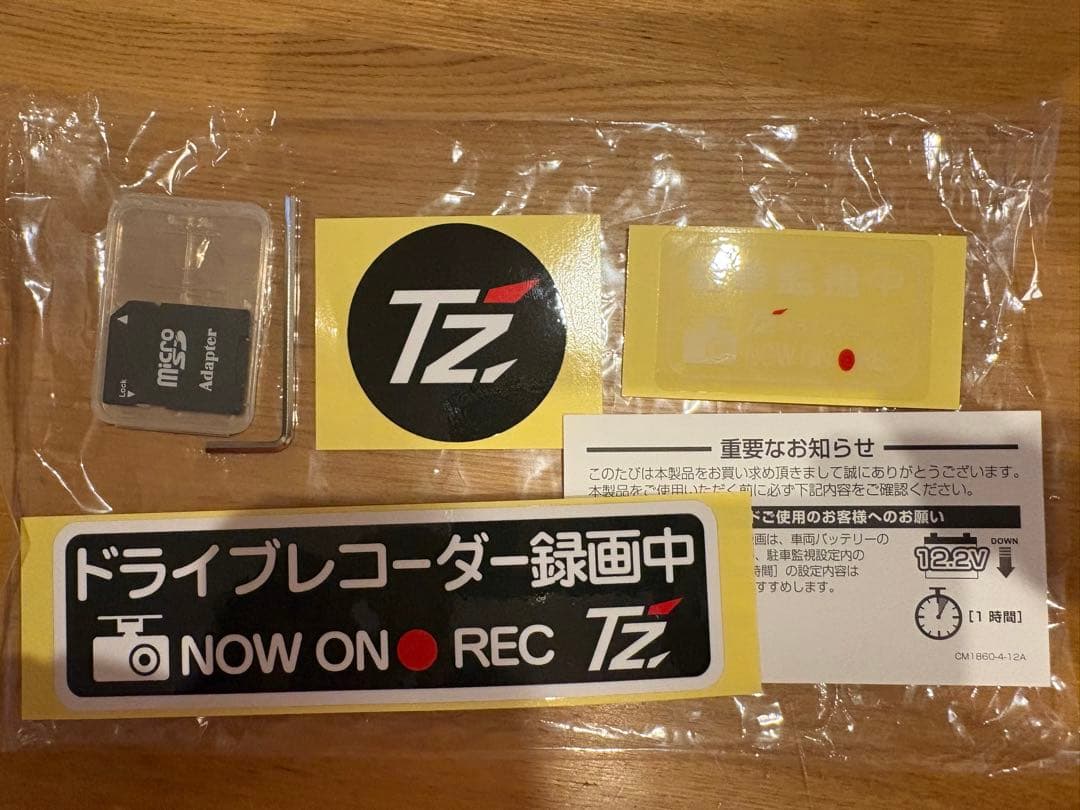 Lock
micro
SD
Adapter
TZ
重要なお知らせ
このたびは本製品をお買い求め頂きまして誠にありがとうございます。
本製品をご使用いただく前に必ず下記内容をご確認ください。
ドご使用のお客様へのお願い
画は、車両バッテリーの
、駐車監視設定内の
時間］の設定内容は
すすめします。
12.2V
DOWN
[1 時間]
CM1860-4-12A
ドライブレコーダー録画中
NOW ON REC TZ